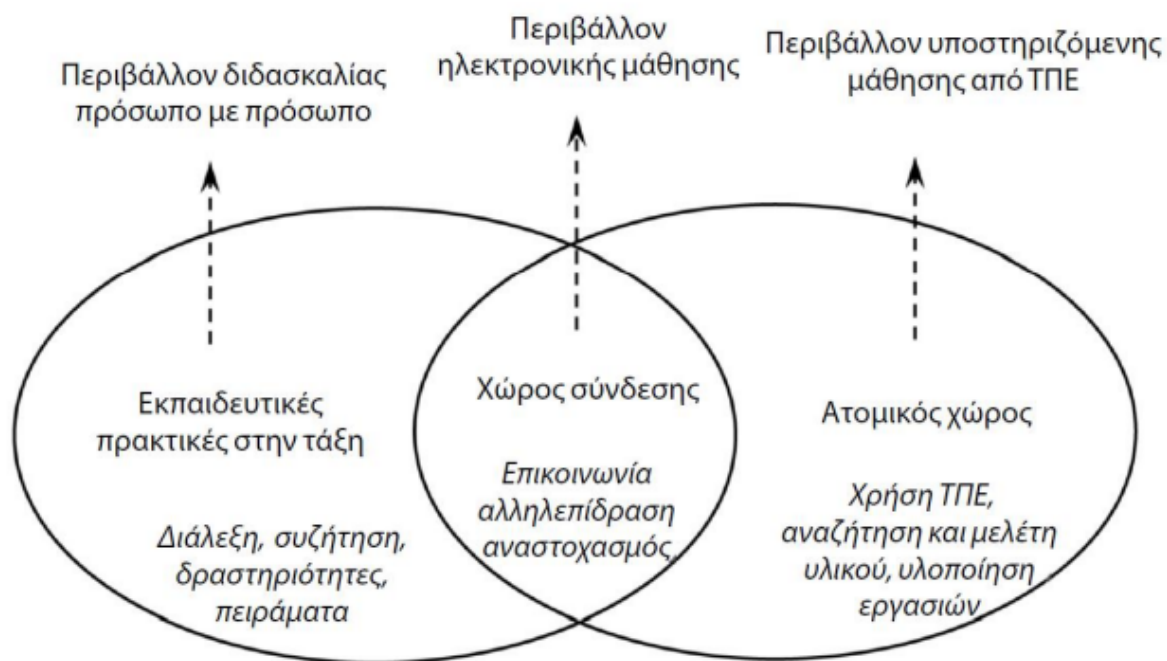 Περιβάλλον διδασκαλίας
πρόσωπο με πρόσωπο
Περιβάλλον
ηλεκτρονικής μάθησης
Περιβάλλον υποστηριζόμενης
μάθησης από ΤΠΕ
Εκπαιδευτικές
πρακτικές στην τάξη
Διάλεξη, συζήτηση,
δραστηριότητες,
πειράματα
Χώρος σύνδεσης
Επικοινωνία
αλληλεπίδραση
αναστοχασμός,
Ατομικός χώρος
Χρήση ΤΠΕ,
αναζήτηση και μελέτη
υλικού, υλοποίηση
εργασιών